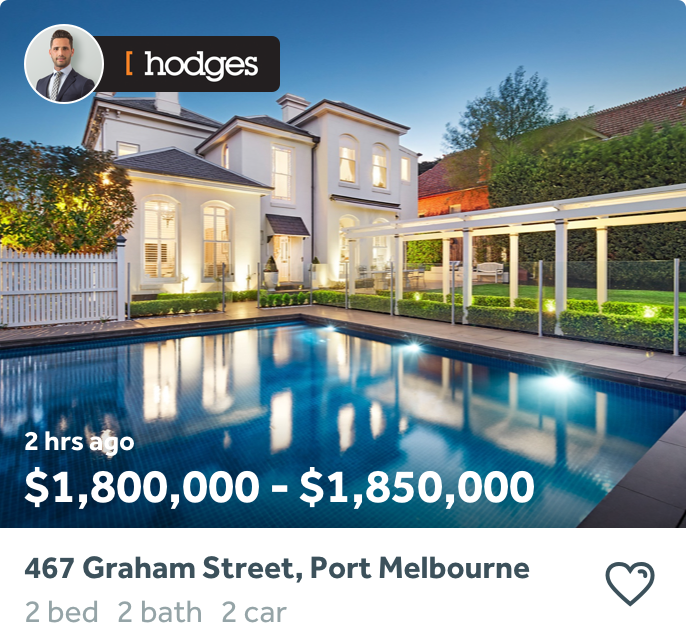 [ hodges
2 hrs ago
$1,800,000 - $1,850,000
467 Graham Street, Port Melbourne
2 bed 2 bath 2 car